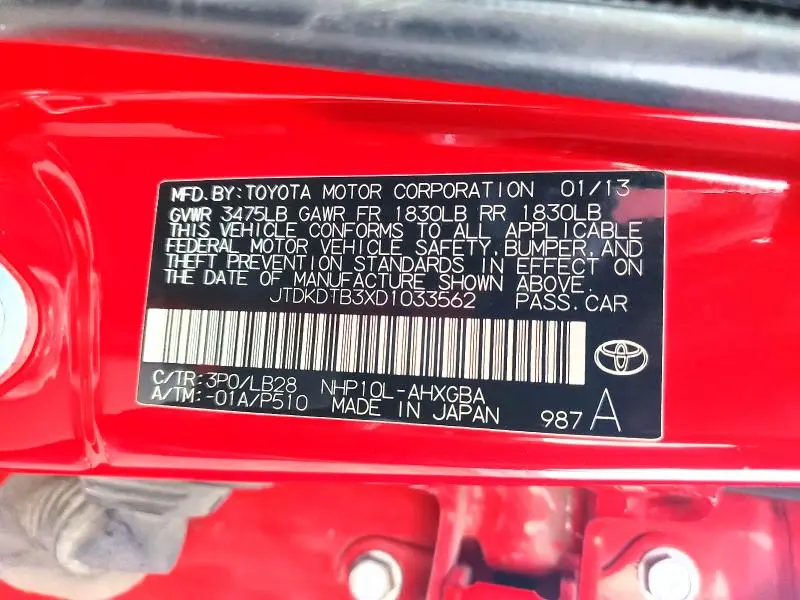 MFD. BY: TOYOTA MOTOR CORPORATION 01/13
GVWR 3475LB GAWR FR 1830LB RR 1830LB
THIS VEHICLE CONFORMS TO ALL APPLICABLE
FEDERAL MOTOR VEHICLE SAFETY, BUMPER, AND
THEFT PREVENTION STANDARDS IN EFFECT ON
THE DATE OF MANUFACTURE SHOWN ABOVE.
JTDKDTB3XD1033562 PASS. CAR
C/TR: 3P0/LB28 NHP10L-AHXGBA
A/TM: -01A/P510 MADE IN JAPAN 987 A